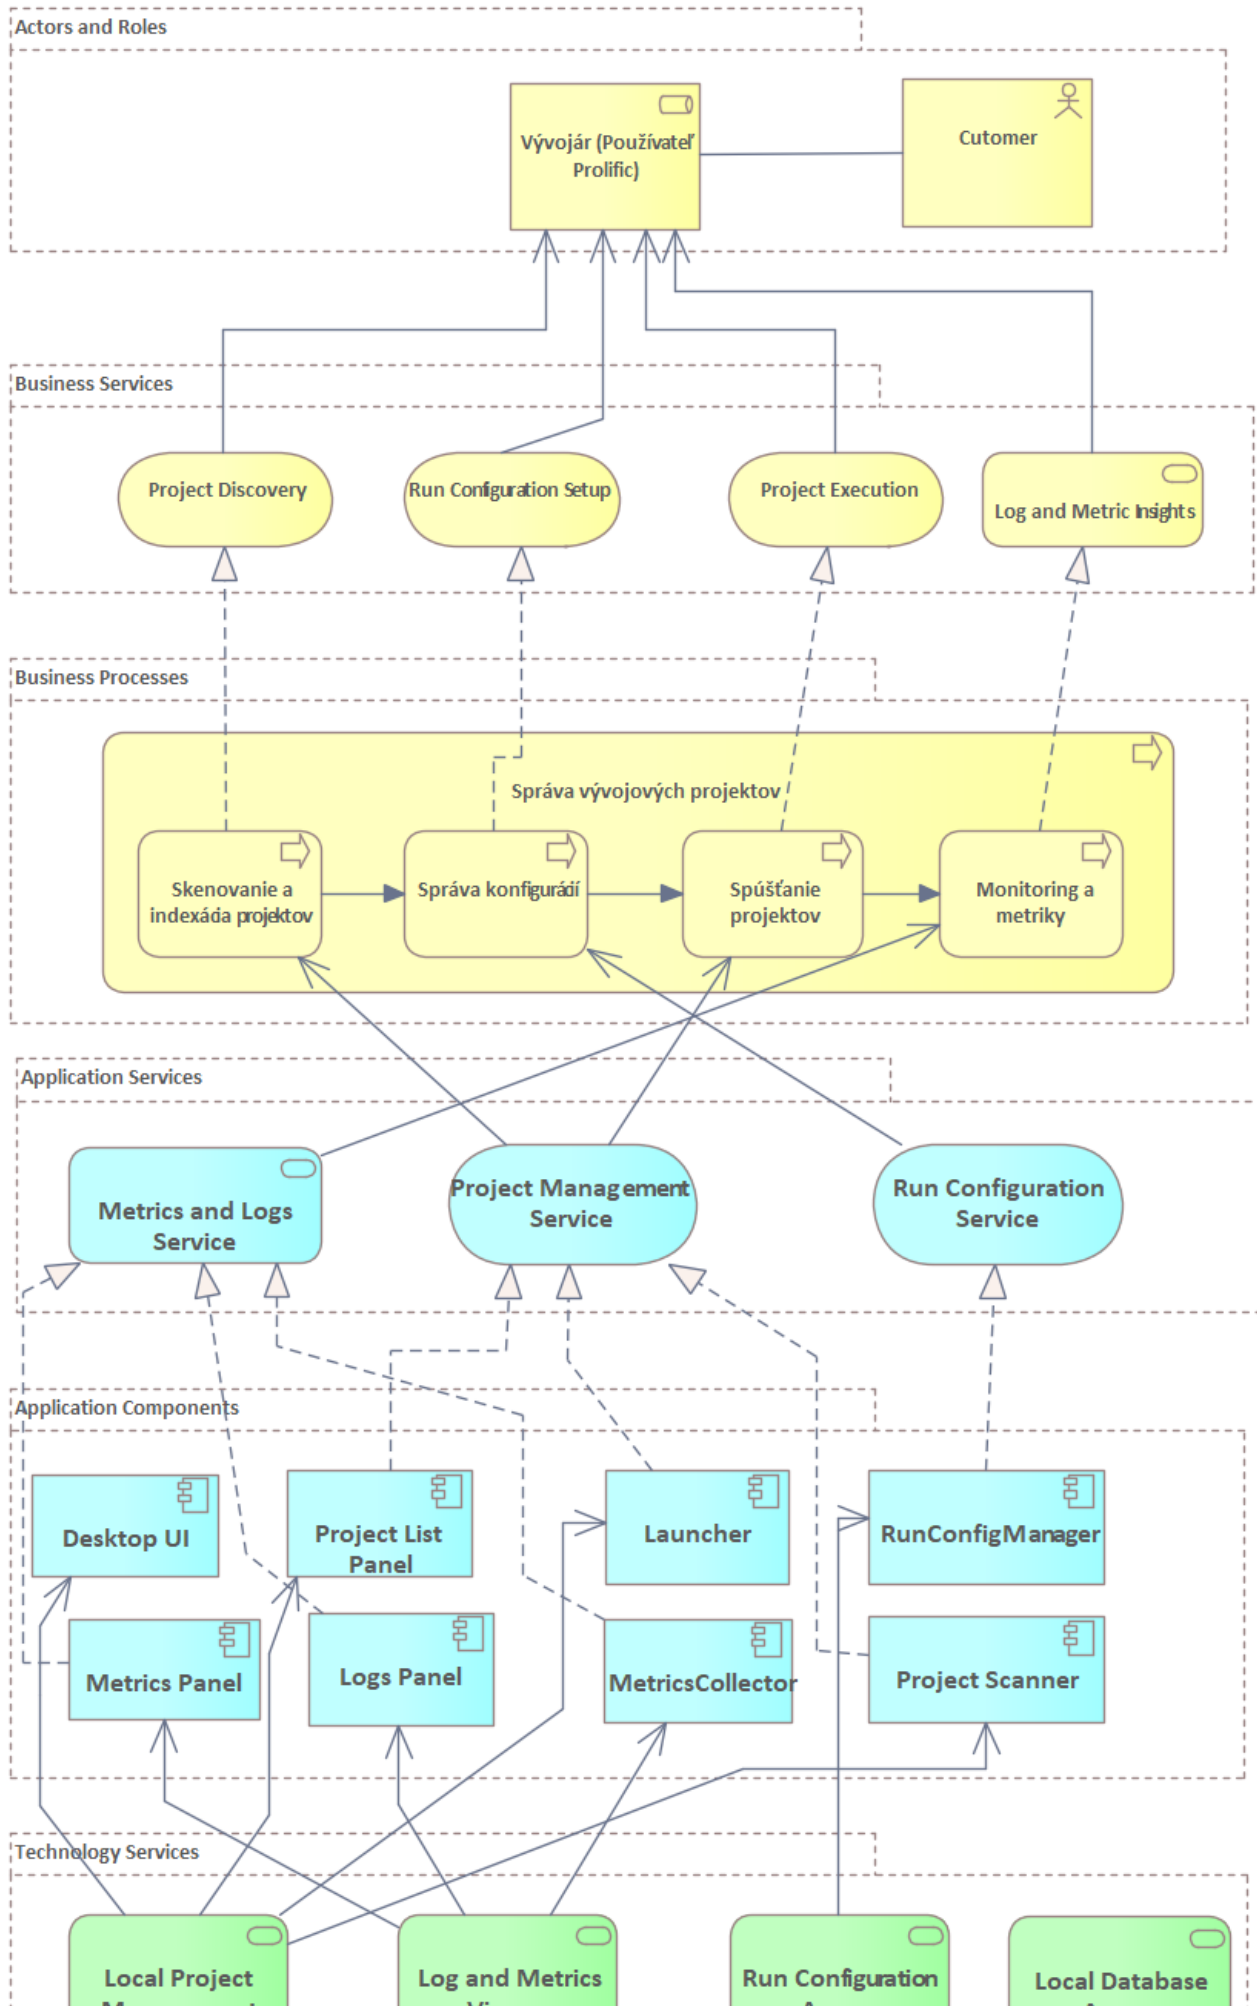 Actors and Roles
Vývojár (Používateľ
Prolific)
Cutomer
Business Services
Project Discovery
Run Configuration Setup
Project Execution
Log and Metric Insights
Business Processes
Správa vývojových projektov
Skenovanie a
indexácia projektov
Správa konfigurácií
Spúšťanie
projektov
Monitoring a
metriky
Application Services
Metrics and Logs
Service
Project Management
Service
Run Configuration
Service
Application Components
Desktop UI
Project List
Panel
Launcher
RunConfigManager
Metrics Panel
Logs Panel
MetricsCollector
Project Scanner
Technology Services
Local Project
Log and Metrics
Run Configuration
Local Database